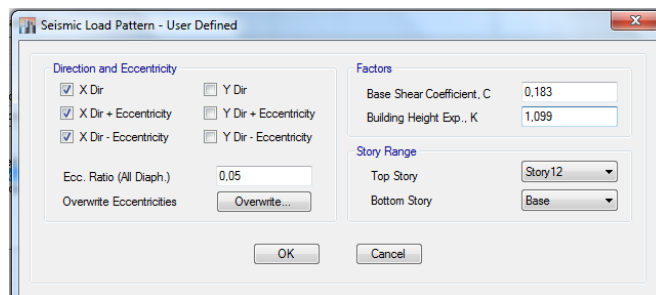 Seismic Load Pattern - User Defined
Direction and Eccentricity
X Dir
Y Dir
X Dir + Eccentricity
Y Dir + Eccentricity
X Dir - Eccentricity
Y Dir - Eccentricity
Ecc. Ratio (All Diaph.)
0,05
Overwrite Eccentricities
Overwrite...
Factors
Base Shear Coefficient, C
0,183
Building Height Exp., K
1,099
Story Range
Top Story
Story12
Bottom Story
Base
OK
Cancel